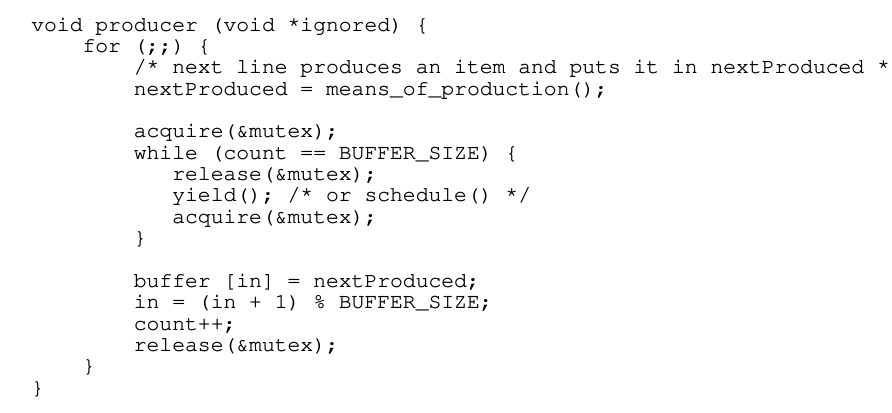 void producer (void *ignored) {
    for (;;) {
        /* next line produces an item and puts it in nextProduced *
        nextProduced = means_of_production();

        acquire(&mutex);
        while (count == BUFFER_SIZE) {
           release(&mutex);
           yield(); /* or schedule() */
           acquire(&mutex);
        }

        buffer [in] = nextProduced;
        in = (in + 1) % BUFFER_SIZE;
        count++;
        release(&mutex);
    }
}